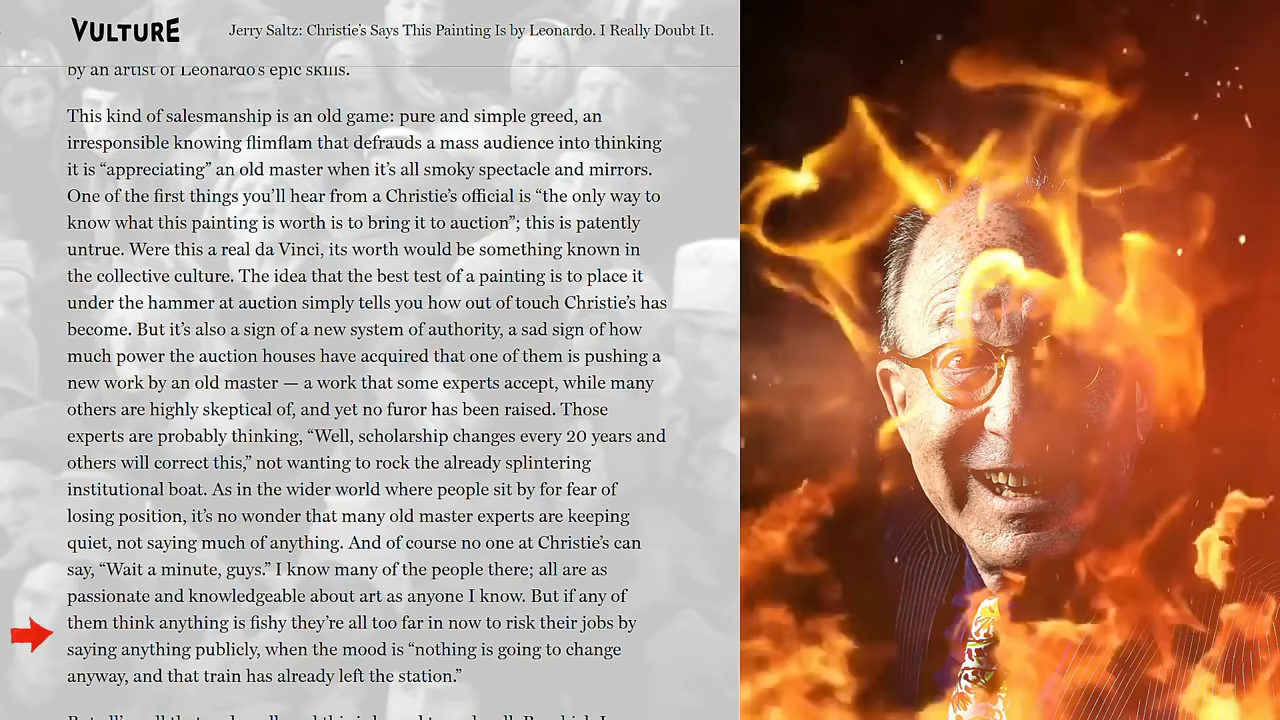 VULTURE
Jerry Saltz: Christie's Says This Painting Is by Leonardo. I Really Doubt It.
by an artist of Leonardo's epic skills.
This kind of salesmanship is an old game: pure and simple greed, an
irresponsible knowing flimflam that defrauds a mass audience into thinking
it is “appreciating” an old master when it’s all smoky spectacle and mirrors.
One of the first things you’ll hear from a Christie’s official is “the only way to
know what this painting is worth is to bring it to auction”; this is patently
untrue. Were this a real da Vinci, its worth would be something known in
the collective culture. The idea that the best test of a painting is to place it
under the hammer at auction simply tells you how out of touch Christie’s has
become. But it’s also a sign of a new system of authority, a sad sign of how
much power the auction houses have acquired that one of them is pushing a
new work by an old master — a work that some experts accept, while many
others are highly skeptical of, and yet no furor has been raised. Those
experts are probably thinking, “Well, scholarship changes every 20 years and
others will correct this,” not wanting to rock the already splintering
institutional boat. As in the wider world where people sit by for fear of
losing position, it’s no wonder that many old master experts are keeping
quiet, not saying much of anything. And of course no one at Christie’s can
say, “Wait a minute, guys.” I know many of the people there; all are as
passionate and knowledgeable about art as anyone I know. But if any of
them think anything is fishy they’re all too far in now to risk their jobs by
saying anything publicly, when the mood is “nothing is going to change
anyway, and that train has already left the station.”